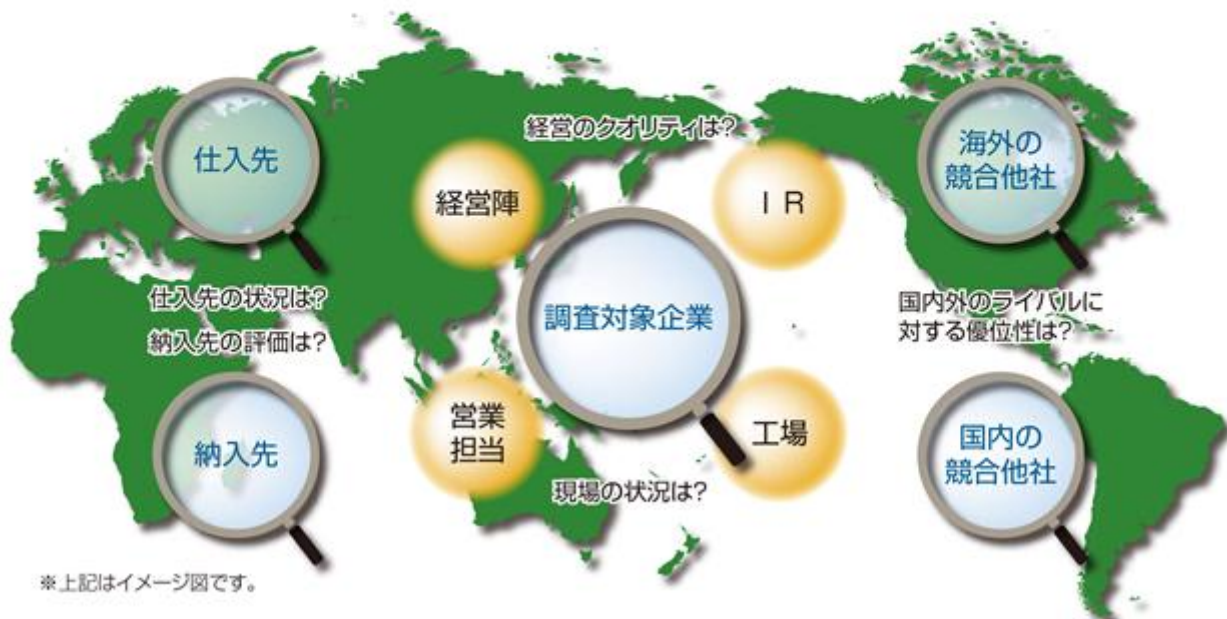 経営のクオリティは?
仕入先
経営陣
ＩＲ
海外の
競合他社
調査対象企業
仕入先の状況は?
納入先の評価は?
国内外のライバルに
対する優位性は?
納入先
営業
担当
工場
国内の
競合他社
現場の状況は?
※上記はイメージ図です。